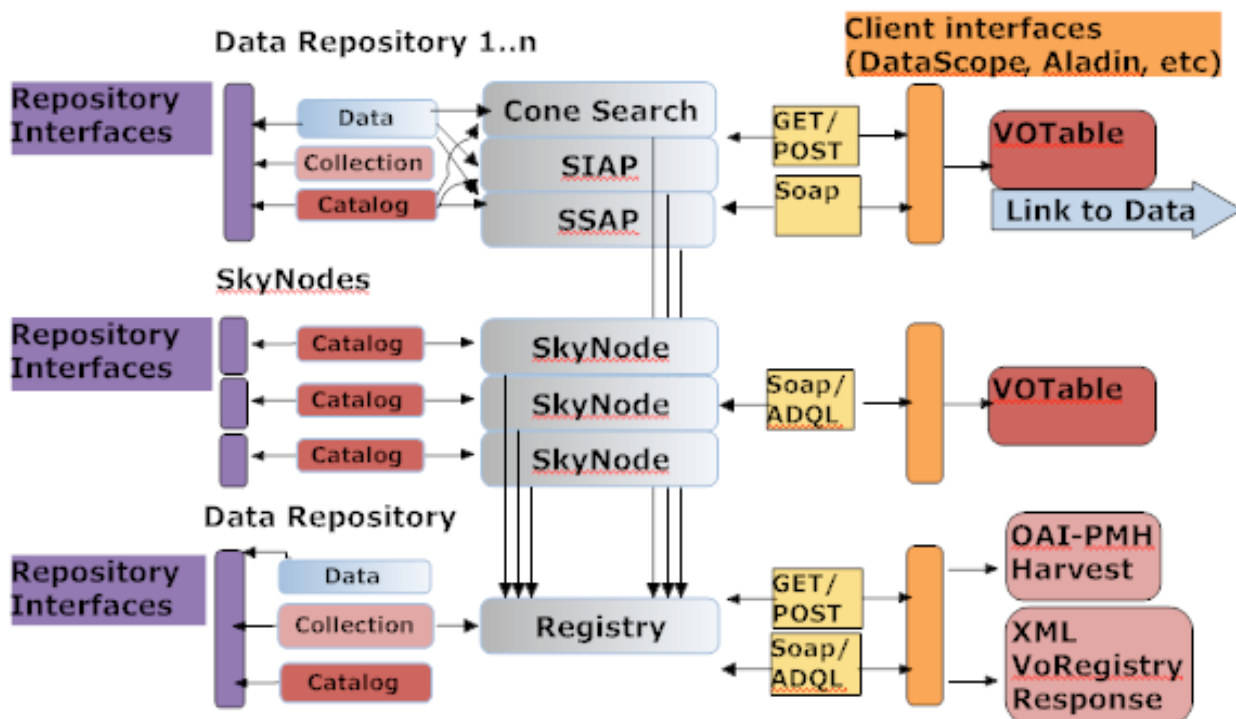 Data Repository 1..n
Client interfaces
(DataScope, Aladin, etc)
Repository
Interfaces
Data
Collection
Catalog
Cone Search
SIAP
SSAP
GET/
POST
Soap
VOTable
Link to Data
SkyNodes
Repository
Interfaces
Catalog
Catalog
Catalog
SkyNode
SkyNode
SkyNode
Soap/
ADQL
VOTable
Data Repository
Repository
Interfaces
Data
Collection
Catalog
Registry
GET/
POST
Soap/
ADQL
OAI-PMH
Harvest
XML
VoRegistry
Response